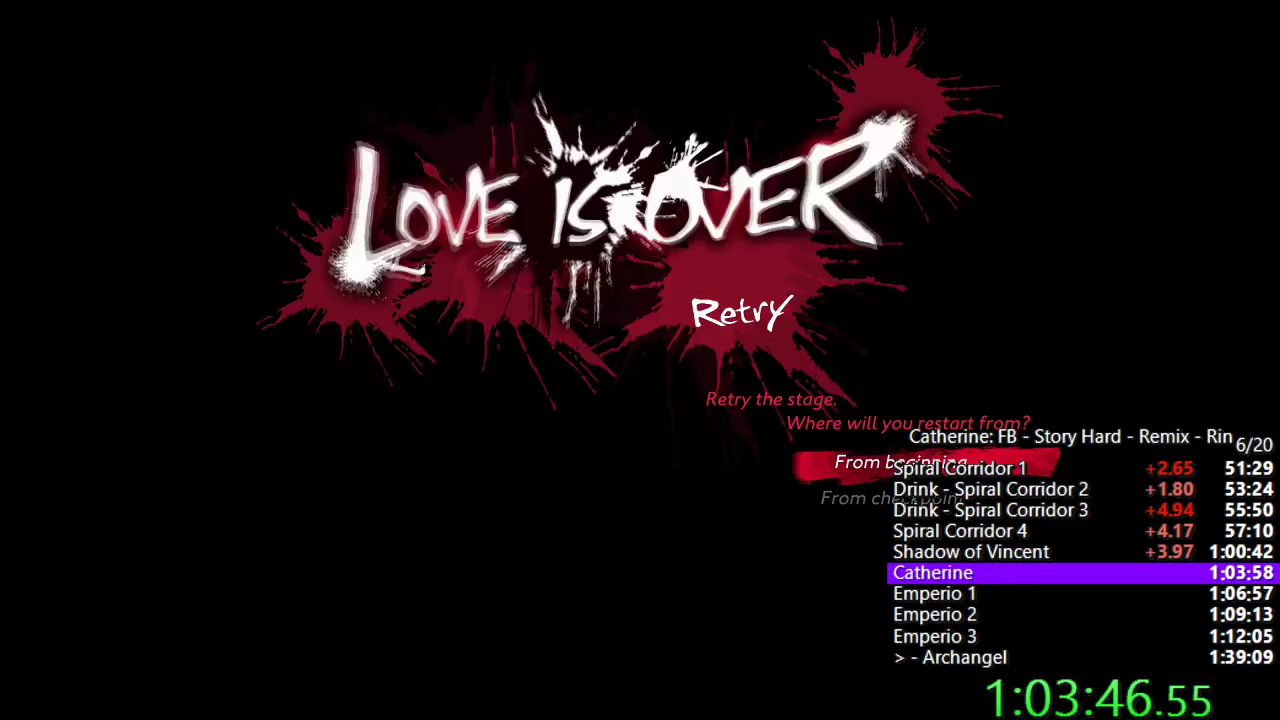 LOVE IS OVER
Retry
Retry the stage.
Where will you restart from?
Catherine: FB - Story Hard - Remix - Rin 6/20
From beginning
Spiral Corridor 1 +2.65 51:29
Drink - Spiral Corridor 2 +1.80 53:24
From checkpoint
Drink - Spiral Corridor 3 +4.94 55:50
Spiral Corridor 4 +4.17 57:10
Shadow of Vincent +3.97 1:00:42
Catherine 1:03:58
Emperio 1 1:06:57
Emperio 2 1:09:13
Emperio 3 1:12:05
> - Archangel 1:39:09
1:03:46.55